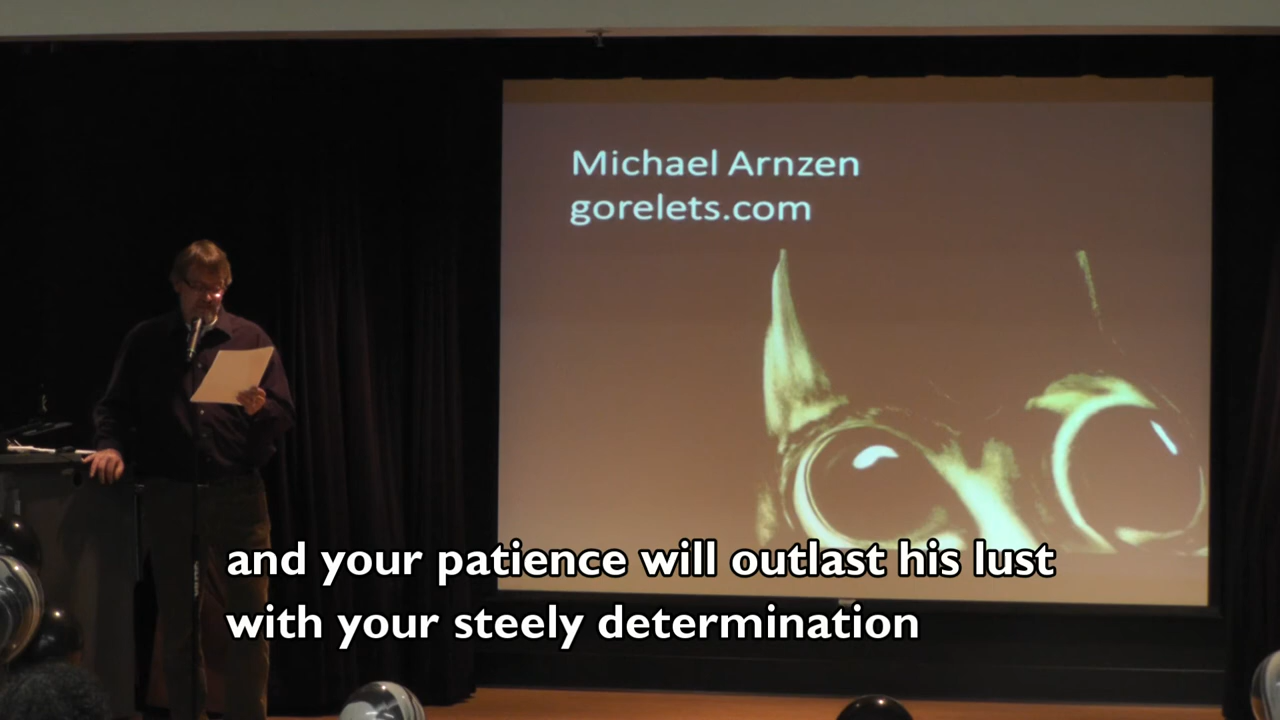 Michael Arnzen
gorelets.com
and your patience will outlast his lust
with your steely determination